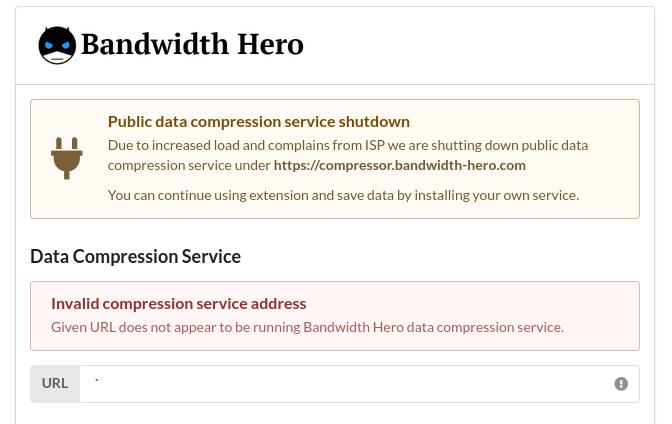 Bandwidth Hero
Public data compression service shutdown
Due to increased load and complains from ISP we are shutting down public data
compression service under https://compressor.bandwidth-hero.com
You can continue using extension and save data by installing your own service.
Data Compression Service
Invalid compression service address
Given URL does not appear to be running Bandwidth Hero data compression service.
URL `